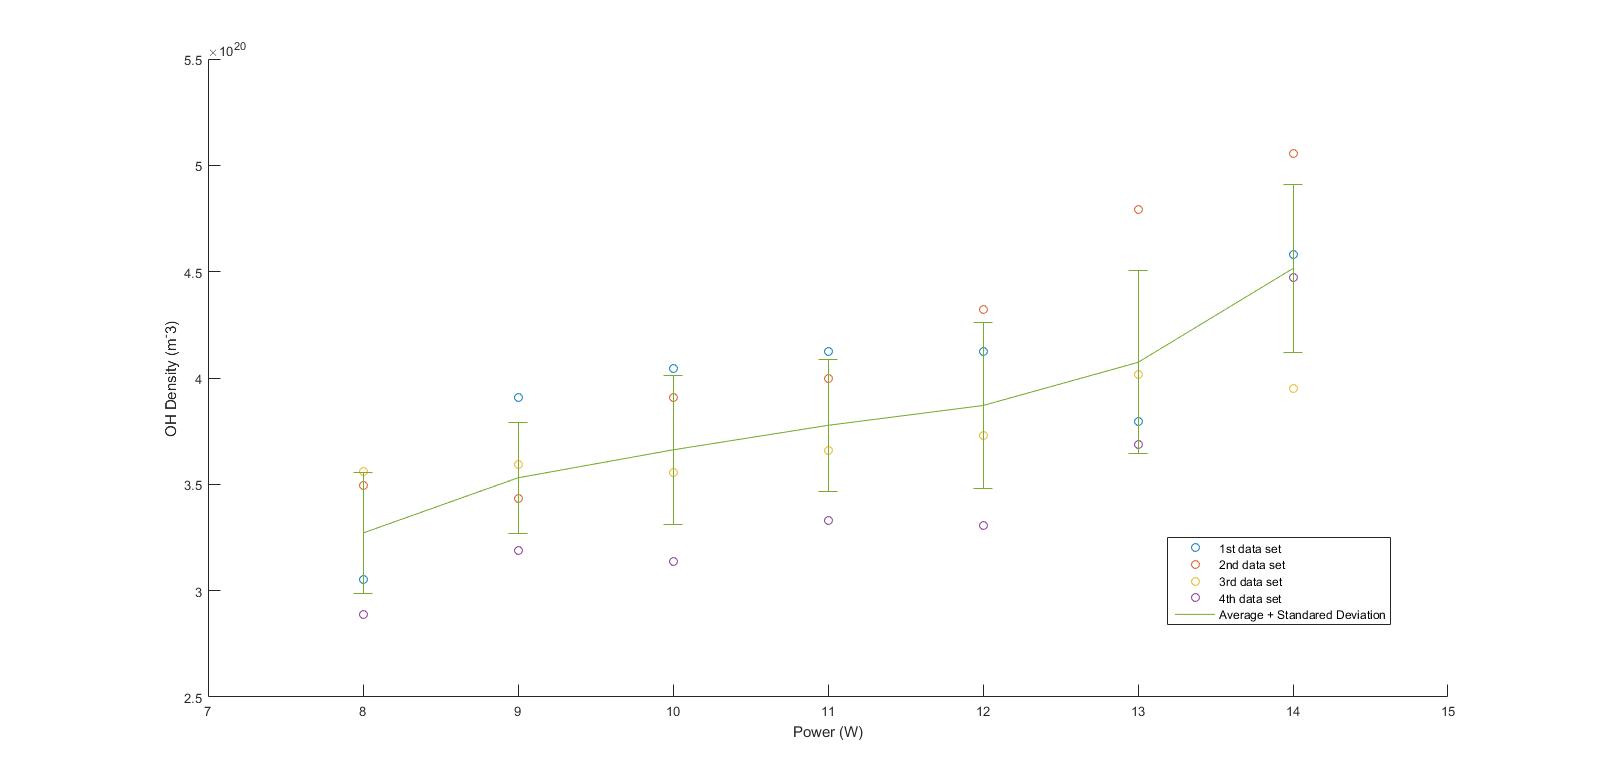 ×10^20
5.5
5
4.5
4
3.5
3
2.5
OH Density (m^-3)
7 8 9 10 11 12 13 14 15
Power (W)
1st data set
2nd data set
3rd data set
4th data set
Average + Standared Deviation